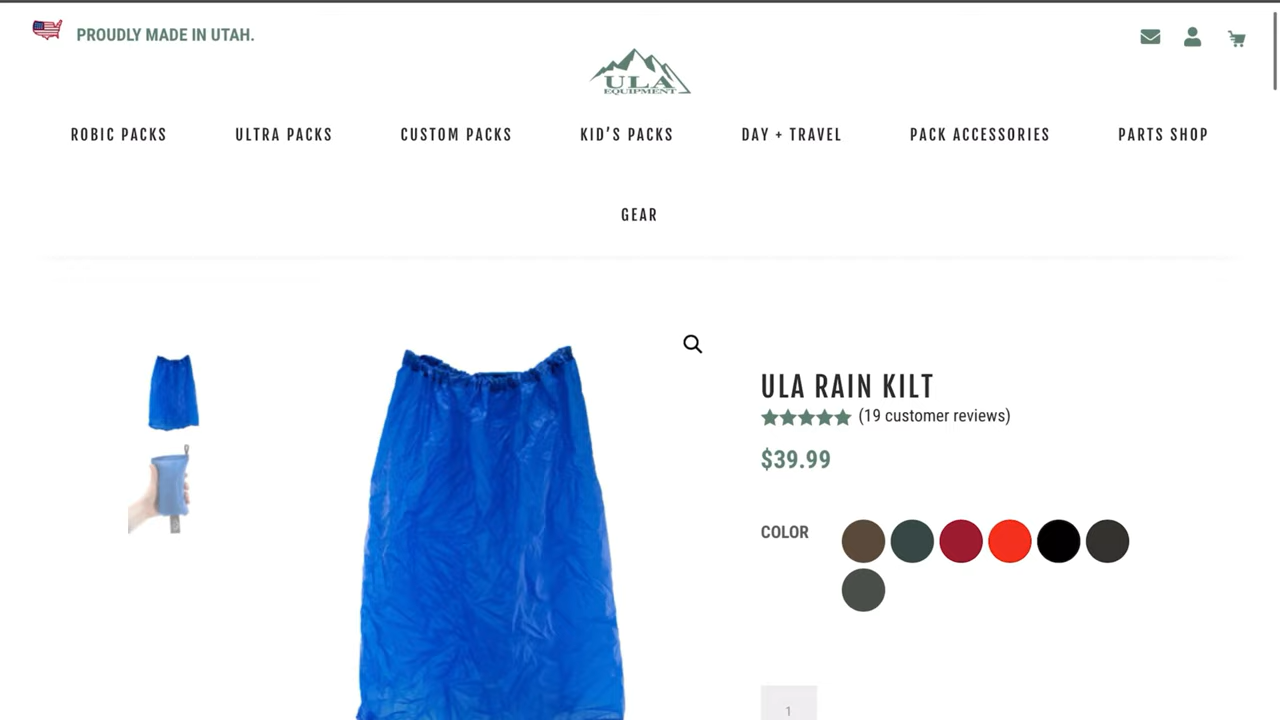 PROUDLY MADE IN UTAH.
ULA
EQUIPMENT
ROBIC PACKS
ULTRA PACKS
CUSTOM PACKS
KID’S PACKS
DAY + TRAVEL
PACK ACCESSORIES
PARTS SHOP
GEAR
ULA RAIN KILT
(19 customer reviews)
$39.99
COLOR
1